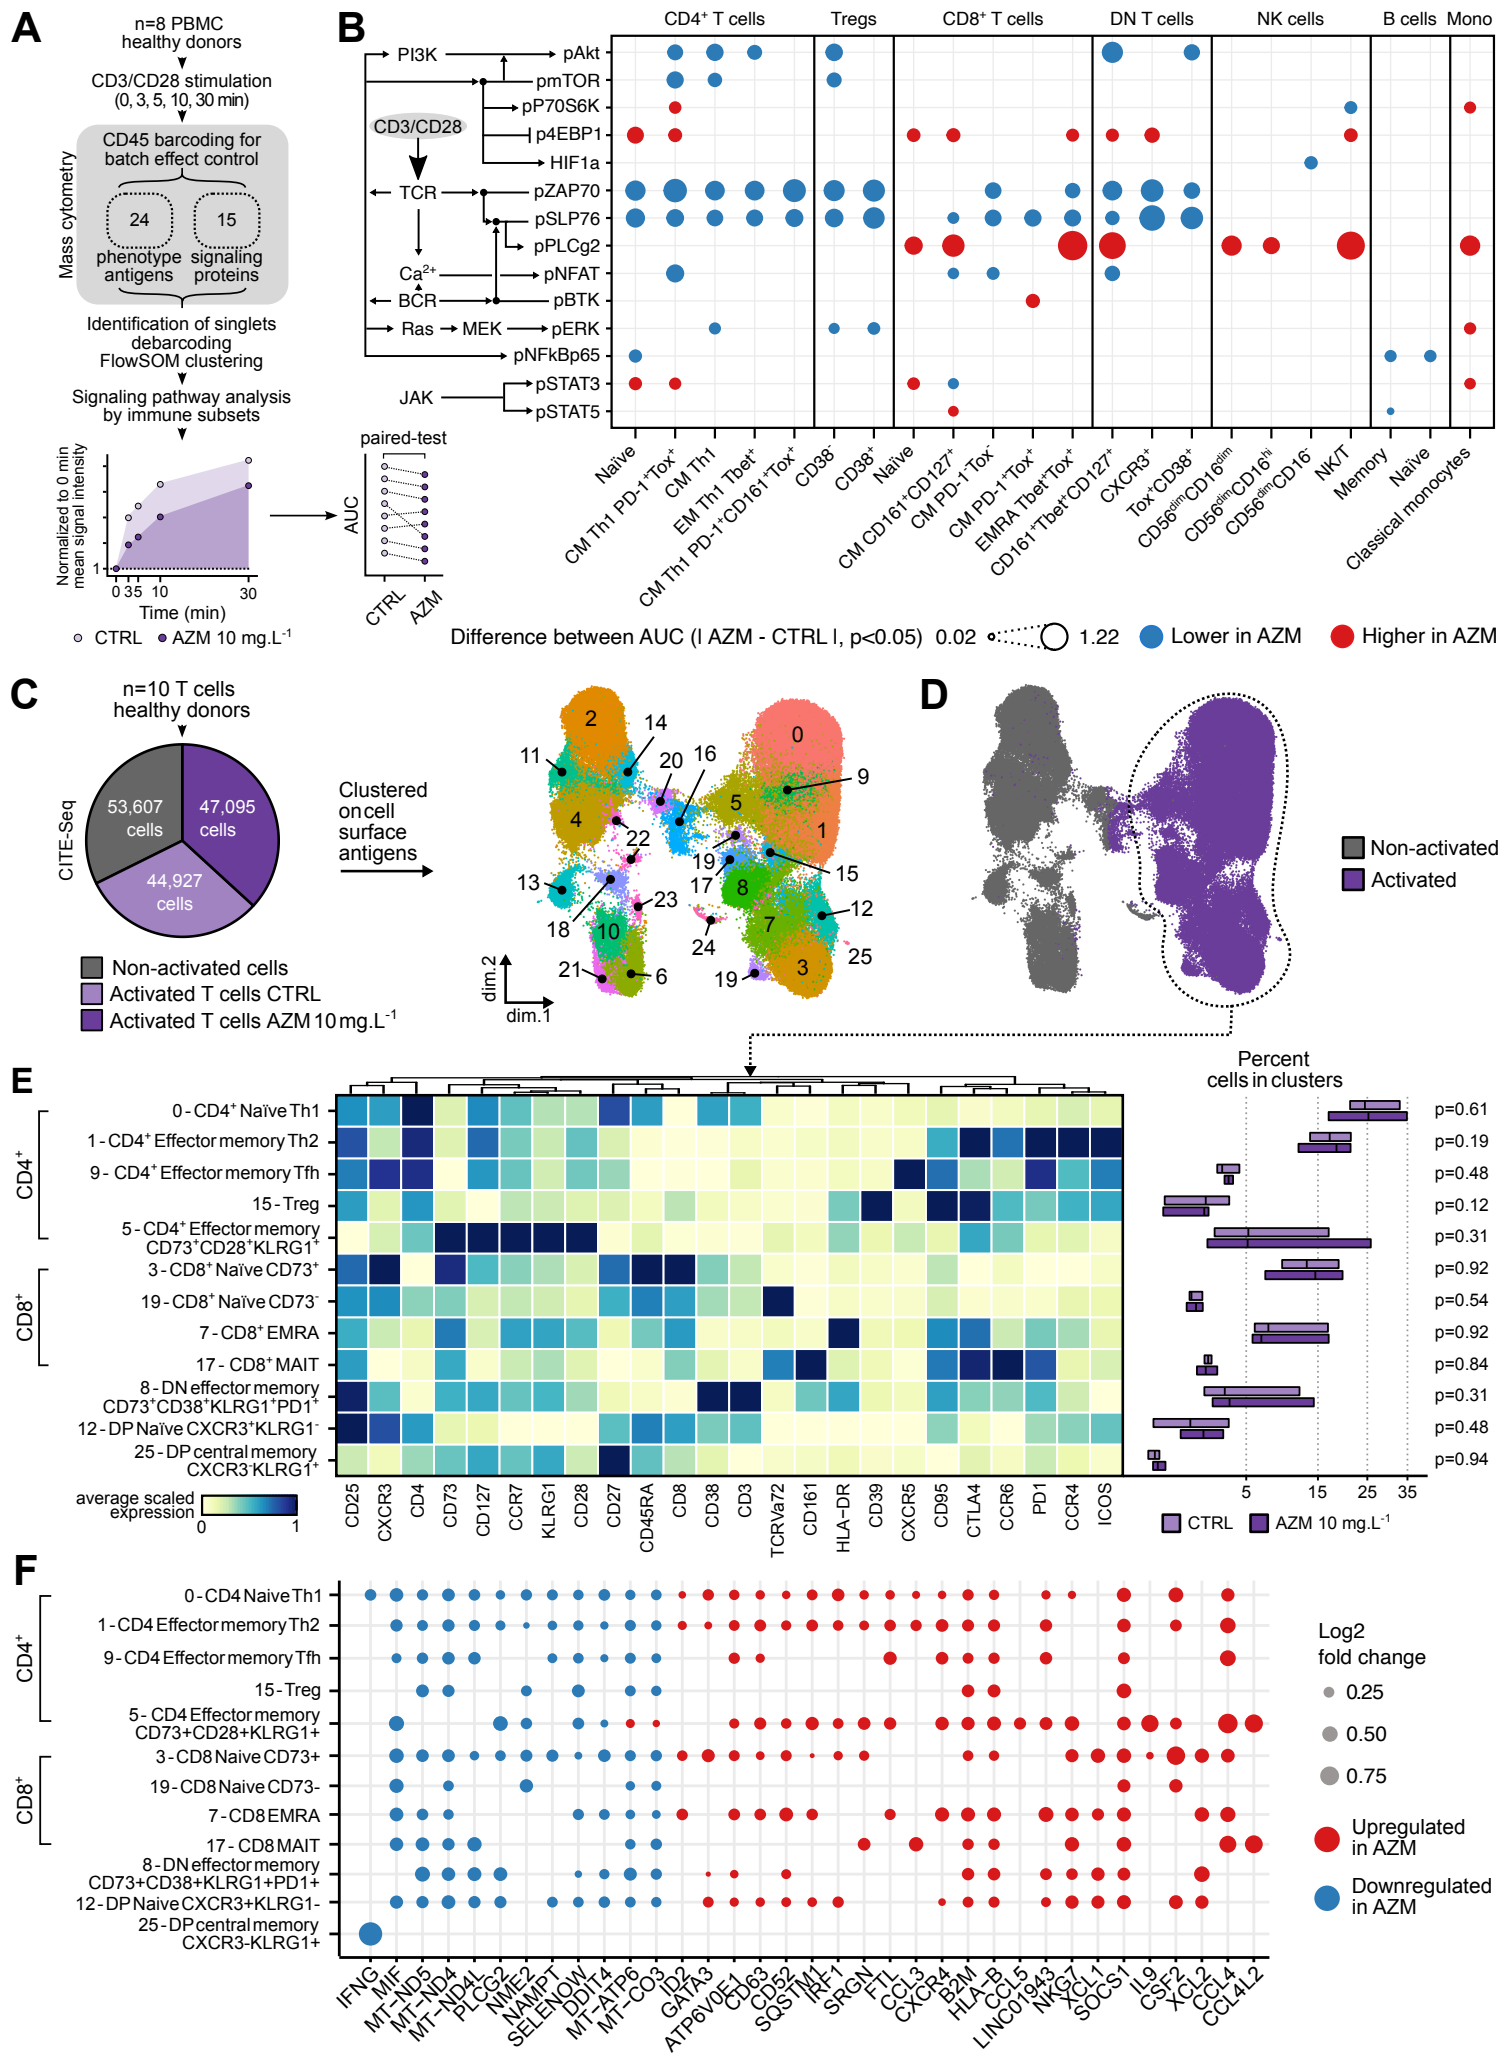 A
n=8 PBMC
healthy donors
CD3/CD28 stimulation
(0, 3, 5, 10, 30 min)
Mass cytometry
CD45 barcoding for
batch effect control
24
15
phenotype
antigens
signaling
proteins
Identification of singlets
debarcoding
FlowSOM clustering
Signaling pathway analysis
by immune subsets
Normalized to 0 min
mean signal intensity
1
0 3 5 10 30
Time (min)
CTRL
AZM 10 mg.L⁻¹
paired-test
AUC
CTRL
AZM
B
CD4⁺ T cells
Tregs
CD8⁺ T cells
DN T cells
NK cells
B cells
Mono
PI3K
CD3/CD28
TCR
Ca²⁺
BCR
Ras
MEK
JAK
pAkt
pmTOR
pP70S6K
p4EBP1
HIF1a
pZAP70
pSLP76
pPLCg2
pNFAT
pBTK
pERK
pNFkBp65
pSTAT3
pSTAT5
Naïve
CM Th1 PD-1⁺Tox⁺
CM Th1
EM Th1 Tbet⁺
CM Th1 PD-1⁺CD161⁺Tox⁺
CD38⁻
CD38⁺
Naïve
CM CD161⁺CD127⁺
CM PD-1⁻Tox⁻
CM PD-1⁺Tox⁺
EMRA Tbet⁺Tox⁺
CD161⁺Tbet⁺CD127⁺
CXCR3⁺
Tox⁺CD38⁺
CD56ᵈⁱᵐCD16ᵈⁱᵐ
CD56ᵈⁱᵐCD16ʰⁱ
CD56ᵈⁱᵐCD16⁻
NK/T
Memory
Naïve
Classical monocytes
Difference between AUC (| AZM - CTRL |, p<0.05) 0.02 1.22
Lower in AZM
Higher in AZM
C
n=10 T cells
healthy donors
CITE-Seq
53,607
cells
47,095
cells
44,927
cells
Non-activated cells
Activated T cells CTRL
Activated T cells AZM 10 mg.L⁻¹
Clustered
on cell
surface
antigens
2
14
11
20
16
0
9
5
4
1
22
19
15
13
17
8
23
12
18
10
7
24
25
21
6
19
3
dim.2
dim.1
D
Non-activated
Activated
E
CD4⁺
CD8⁺
0 - CD4⁺ Naïve Th1
1 - CD4⁺ Effector memory Th2
9 - CD4⁺ Effector memory Tfh
15 - Treg
5 - CD4⁺ Effector memory
CD73⁺CD28⁺KLRG1⁺
3 - CD8⁺ Naïve CD73⁺
19 - CD8⁺ Naïve CD73⁻
7 - CD8⁺ EMRA
17 - CD8⁺ MAIT
8 - DN effector memory
CD73⁺CD38⁺KLRG1⁺PD1⁺
12 - DP Naïve CXCR3⁺KLRG1⁻
25 - DP central memory
CXCR3⁻KLRG1⁺
average scaled
expression
0
1
CD25
CXCR3
CD4
CD73
CD127
CCR7
KLRG1
CD28
CD27
CD45RA
CD8
CD38
CD3
TCRVa72
CD161
HLA−DR
CD39
CXCR5
CD95
CTLA4
CCR6
PD1
CCR4
ICOS
Percent
cells in clusters
p=0.61
p=0.19
p=0.48
p=0.12
p=0.31
p=0.92
p=0.54
p=0.92
p=0.84
p=0.31
p=0.48
p=0.94
5 15 25 35
CTRL
AZM 10 mg.L⁻¹
F
CD4⁺
CD8⁺
0 - CD4 Naive Th1
1 - CD4 Effector memory Th2
9 - CD4 Effector memory Tfh
15 - Treg
5 - CD4 Effector memory
CD73+CD28+KLRG1+
3 - CD8 Naive CD73+
19 - CD8 Naive CD73-
7 - CD8 EMRA
17 - CD8 MAIT
8 - DN effector memory
CD73+CD38+KLRG1+PD1+
12 - DP Naive CXCR3+KLRG1-
25 - DP central memory
CXCR3-KLRG1+
IFNG
MIF
MT−ND5
MT−ND4
MT−ND4L
PLCG2
NME2
NAMPT
SELENOW
DDIT4
MT−ATP6
MT−CO3
ID2
GATA3
ATP6V0E1
CD63
CD52
SQSTM1
IRF1
SRGN
FTL
CCL3
CXCR4
B2M
HLA−B
CCL5
LINC01943
NKG7
XCL1
SOCS1
IL9
CSF2
XCL2
CCL4
CCL4L2
Log2
fold change
0.25
0.50
0.75
Upregulated
in AZM
Downregulated
in AZM